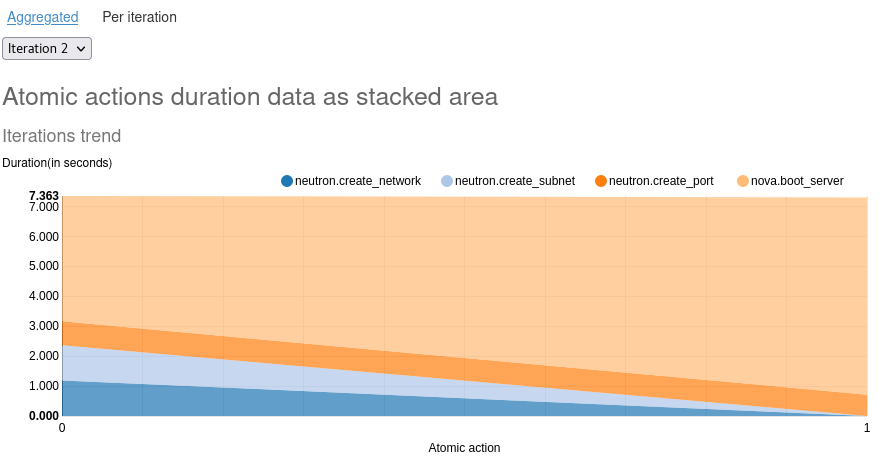 Aggregated Per iteration
Iteration 2
Atomic actions duration data as stacked area
Iterations trend
Duration(in seconds)
neutron.create_network neutron.create_subnet neutron.create_port nova.boot_server
7.363
7.000
6.000
5.000
4.000
3.000
2.000
1.000
0.000
0 1
Atomic action